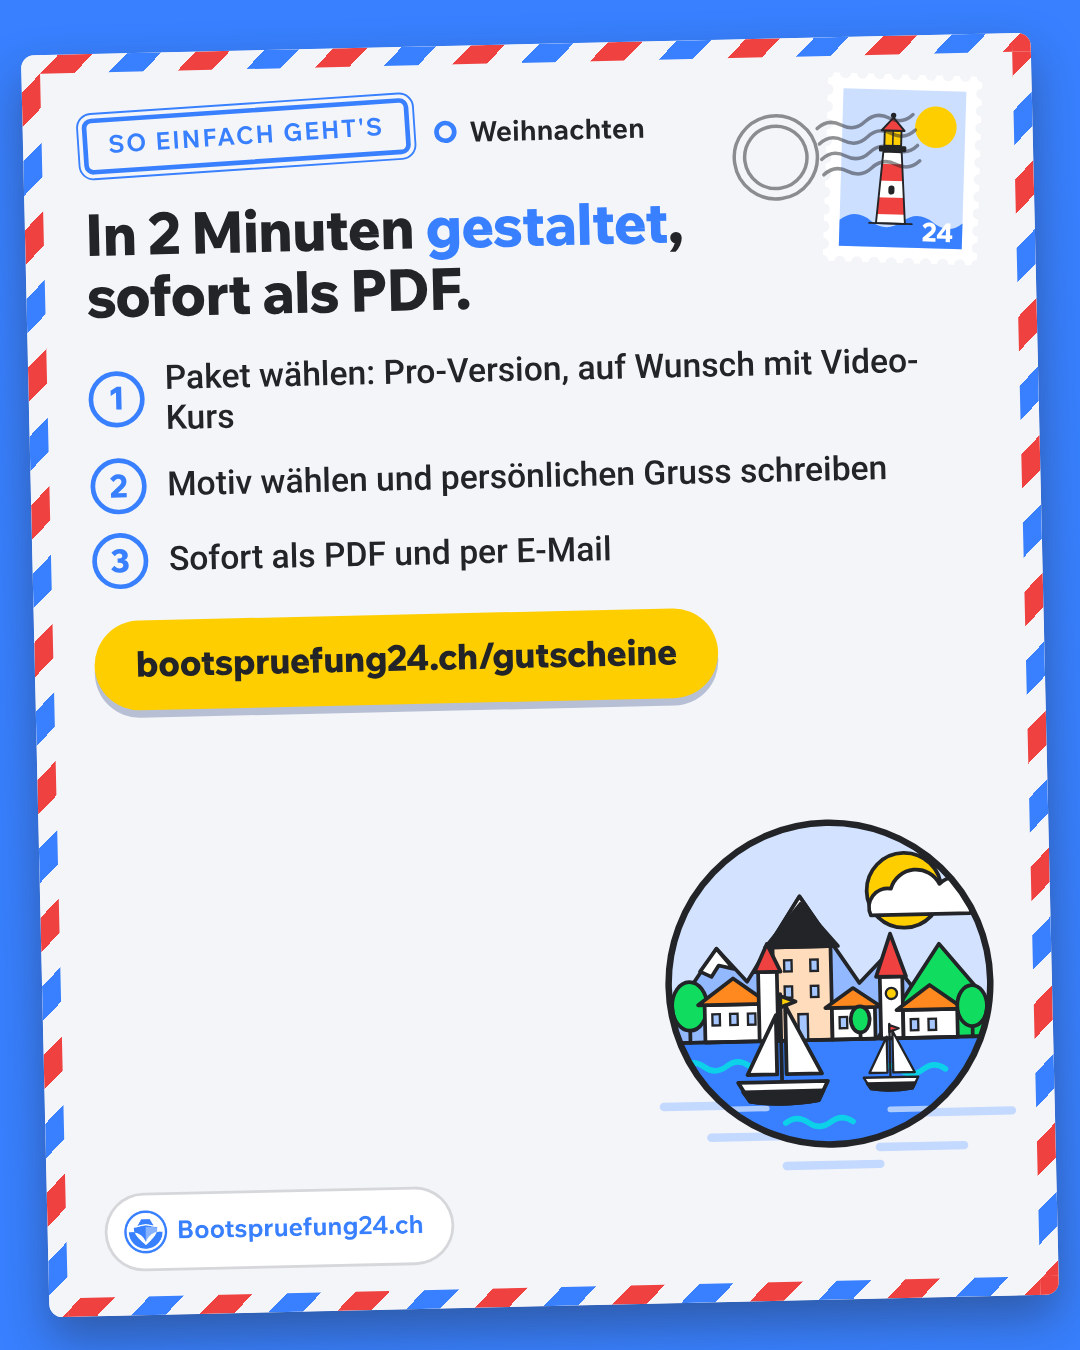 SO EINFACH GEHT'S
Weihnachten
24
In 2 Minuten gestaltet,
sofort als PDF.
1
Paket wählen: Pro-Version, auf Wunsch mit Video-
Kurs
2
Motiv wählen und persönlichen Gruss schreiben
3
Sofort als PDF und per E-Mail
bootspruefung24.ch/gutscheine
Bootspruefung24.ch